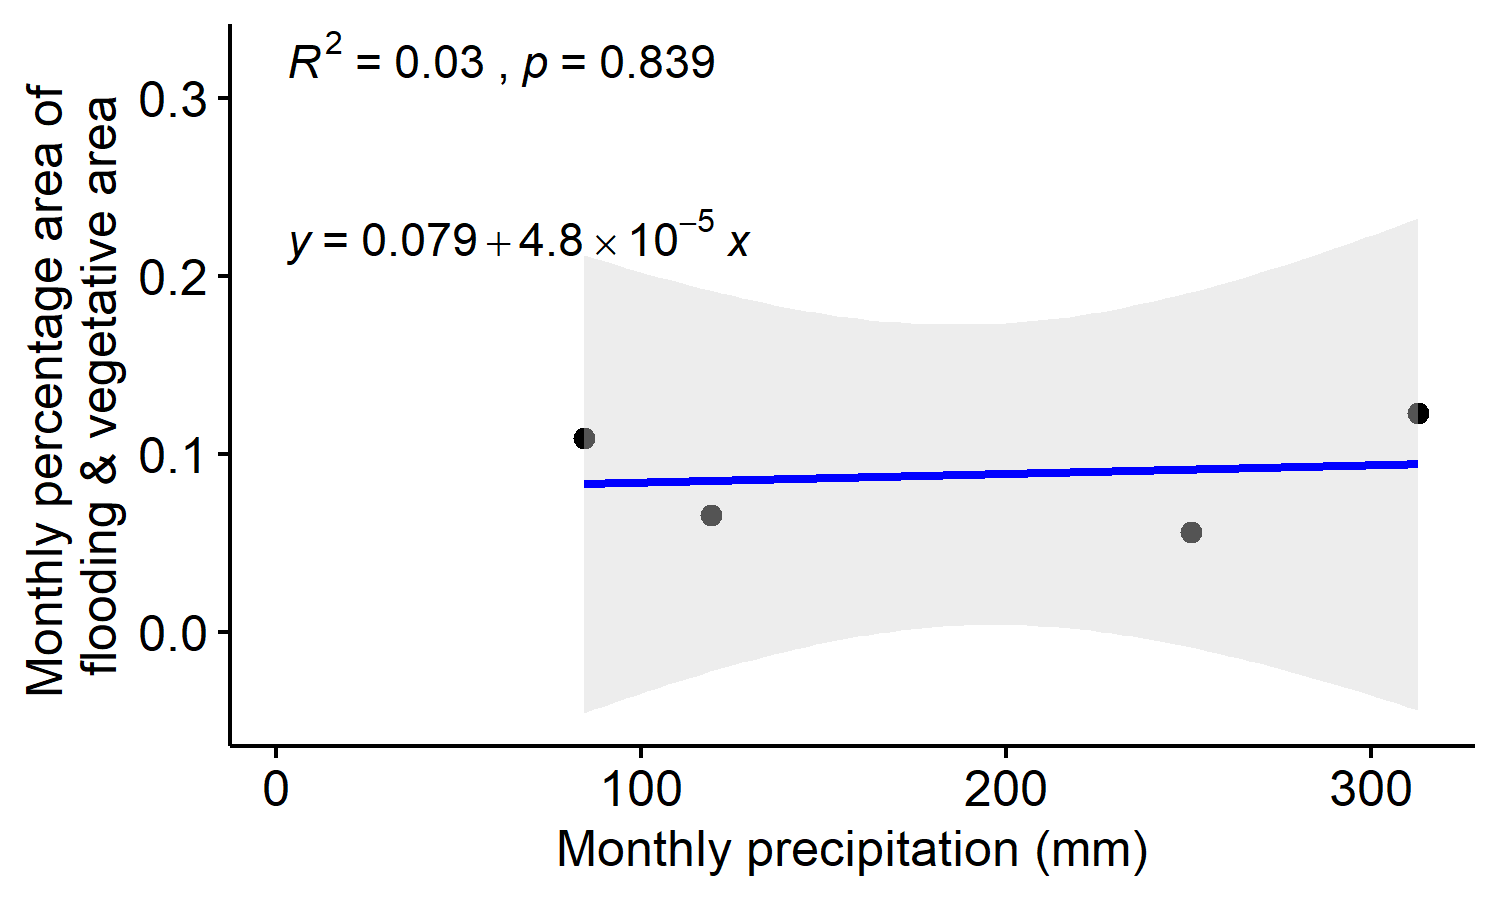 R² = 0.03 , p = 0.839
y = 0.079 + 4.8 × 10⁻⁵ x
Monthly percentage area of
flooding & vegetative area
0.3
0.2
0.1
0.0
0 100 200 300
Monthly precipitation (mm)